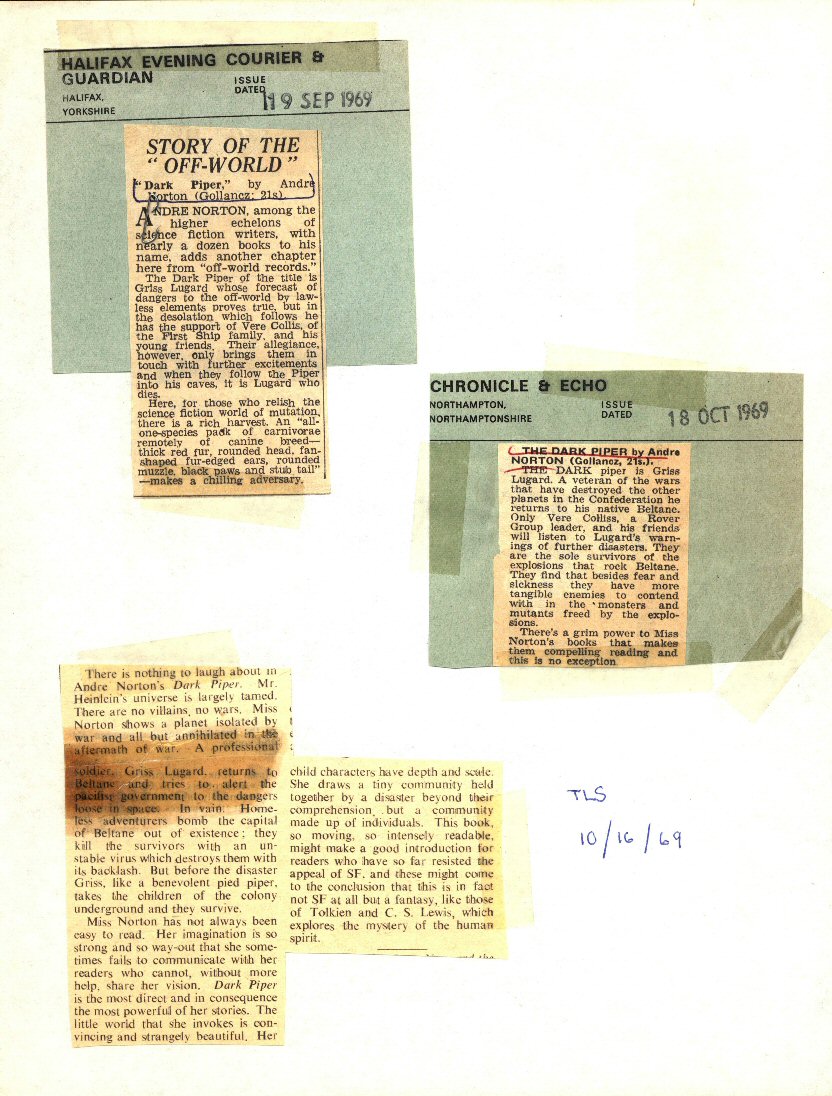 HALIFAX EVENING COURIER &
GUARDIAN
HALIFAX,
YORKSHIRE
ISSUE
DATED
19 SEP 1969
STORY OF THE
“ OFF-WORLD ”
“Dark Piper,” by Andre
Norton (Gollancz; 21s).
ANDRE NORTON, among the
higher echelons of
science fiction writers, with
nearly a dozen books to his
name, adds another chapter
here from “off-world records.”
The Dark Piper of the title is
Griss Lugard whose forecast of
dangers to the off-world by law-
less elements proves true, but in
the desolation which follows he
has the support of Vere Collis, of
the First Ship family, and his
young friends. Their allegiance,
however, only brings them in
touch with further excitements
and when they follow the Piper
into his caves, it is Lugard who
dies.
Here, for those who relish the
science fiction world of mutation,
there is a rich harvest. An “all-
one-species pack of carnivorae
remotely of canine breed—
thick red fur, rounded head, fan-
shaped fur-edged ears, rounded
muzzle, black paws and stub tail”
—makes a chilling adversary.
CHRONICLE & ECHO
NORTHAMPTON,
NORTHAMPTONSHIRE
ISSUE
DATED
18 OCT 1969
THE DARK PIPER by Andre
NORTON (Gollancz, 21s.).
THE DARK piper is Griss
Lugard. A veteran of the wars
that have destroyed the other
planets in the Confederation he
returns to his native Beltane.
Only Vere Colliss, a Rover
Group leader, and his friends
will listen to Lugard's warn-
ings of further disasters. They
are the sole survivors of the
explosions that rock Beltane.
They find that besides fear and
sickness they have more
tangible enemies to contend
with in the monsters and
mutants freed by the explo-
sions.
There's a grim power to Miss
Norton's books that makes
them compelling reading and
this is no exception.
There is nothing to laugh about in
Andre Norton's Dark Piper. Mr.
Heinlein's universe is largely tamed.
There are no villains, no wars. Miss
Norton shows a planet isolated by
war and all but annihilated in the
aftermath of war. A professional
soldier, Griss Lugard, returns to
Beltane and tries to alert the
pacifist government to the dangers
loose in space. In vain. Home-
less adventurers bomb the capital
of Beltane out of existence; they
kill the survivors with an un-
stable virus which destroys them with
its backlash. But before the disaster
Griss, like a benevolent pied piper,
takes the children of the colony
underground and they survive.
Miss Norton has not always been
easy to read. Her imagination is so
strong and so way-out that she some-
times fails to communicate with her
readers who cannot, without more
help, share her vision. Dark Piper
is the most direct and in consequence
the most powerful of her stories. The
little world that she invokes is con-
vincing and strangely beautiful. Her
child characters have depth and scale.
She draws a tiny community held
together by a disaster beyond their
comprehension, but a community
made up of individuals. This book,
so moving, so intensely readable,
might make a good introduction for
readers who have so far resisted the
appeal of SF, and these might come
to the conclusion that this is in fact
not SF at all but a fantasy, like those
of Tolkien and C. S. Lewis, which
explores the mystery of the human
spirit.
TLS
10/16/69